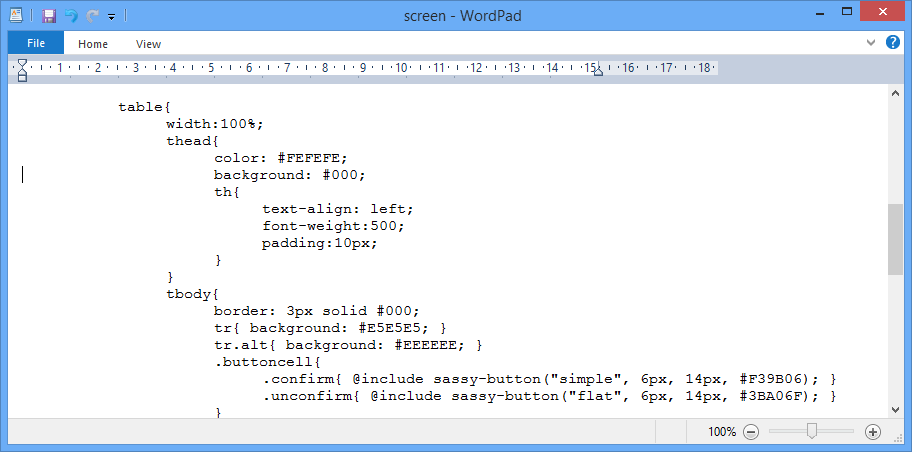 screen - WordPad
File Home View
1 2 3 4 5 6 7 8 9 10 11 12 13 14 15 16 17 18
table{
width:100%;
thead{
color: #FEFEFE;
background: #000;
th{
text-align: left;
font-weight:500;
padding:10px;
}
}
tbody{
border: 3px solid #000;
tr{ background: #E5E5E5; }
tr.alt{ background: #EEEEEE; }
.buttoncell{
.confirm{ @include sassy-button("simple", 6px, 14px, #F39B06); }
.unconfirm{ @include sassy-button("flat", 6px, 14px, #3BA06F); }
}
100%